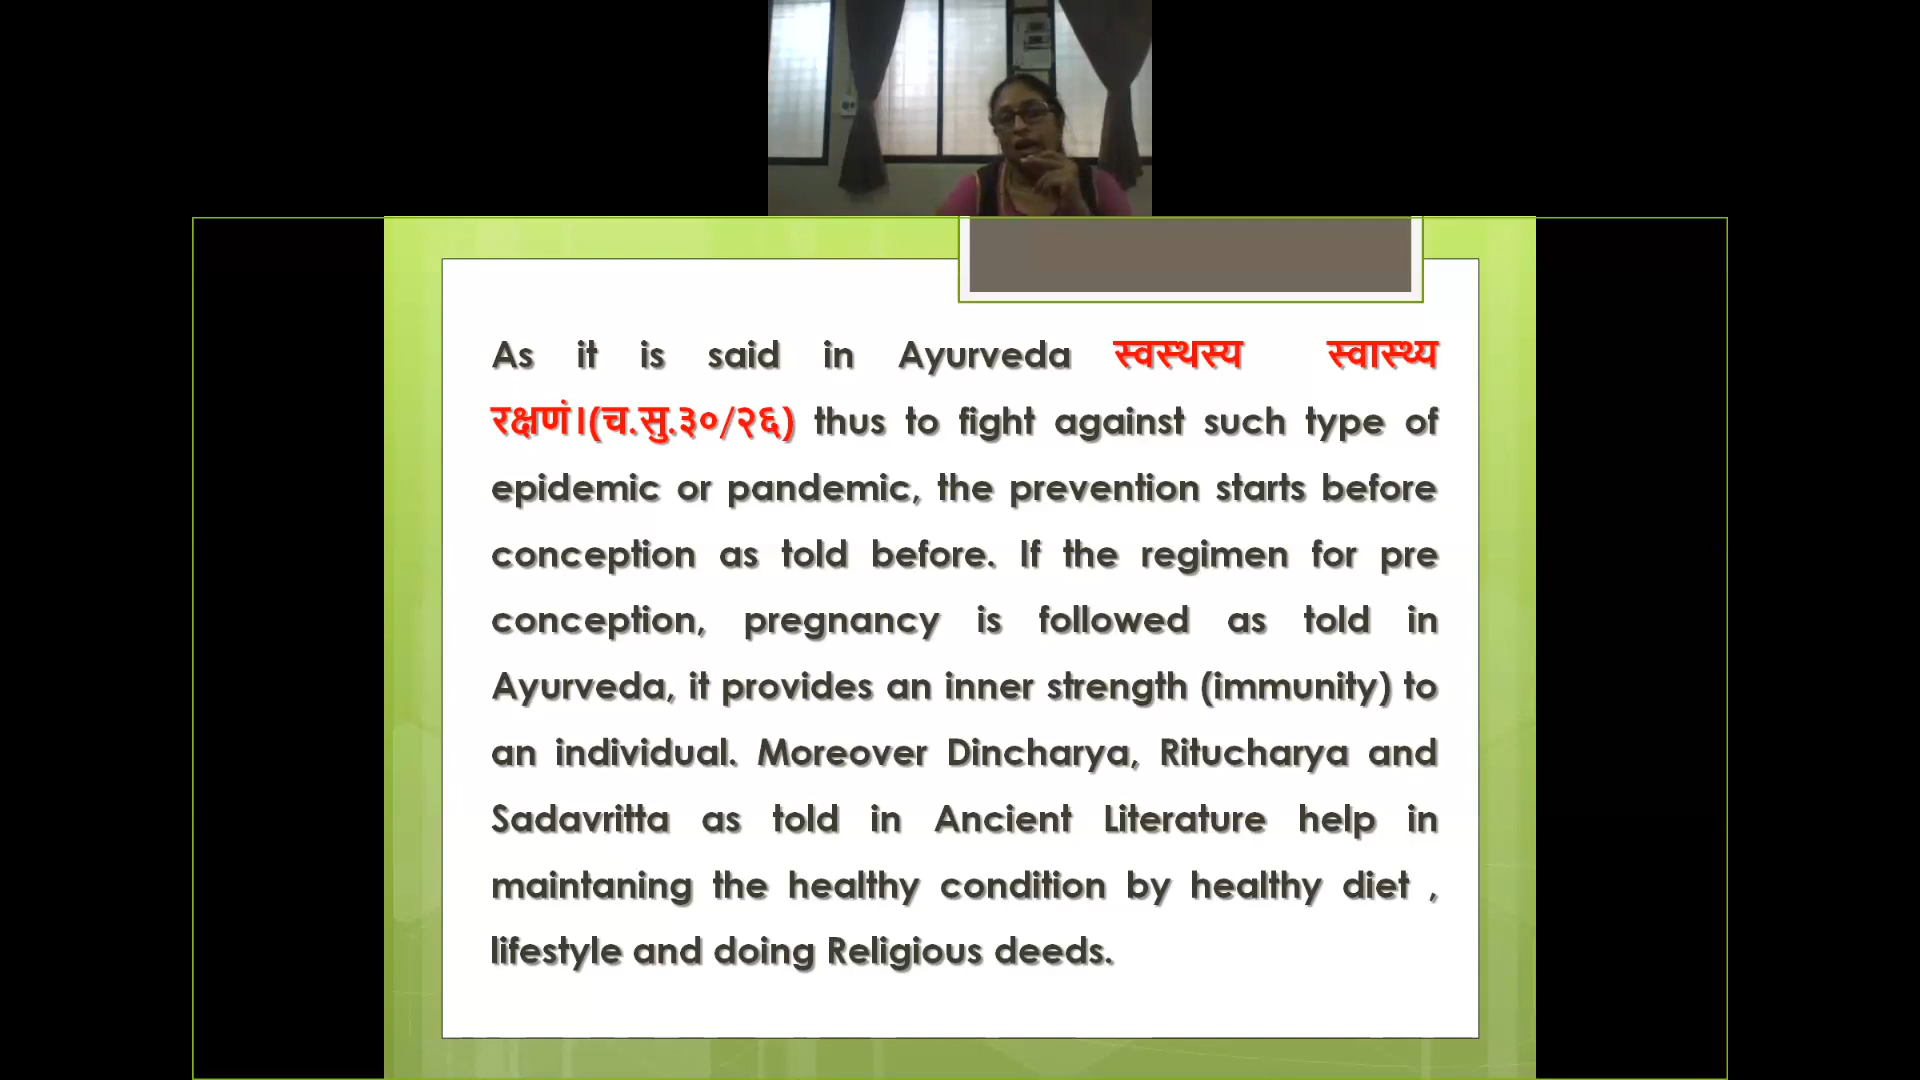 As it is said in Ayurveda स्वस्थस्य स्वास्थ्य
रक्षणं।(च.सु.३०/२६) thus to fight against such type of
epidemic or pandemic, the prevention starts before
conception as told before. If the regimen for pre
conception, pregnancy is followed as told in
Ayurveda, it provides an inner strength (immunity) to
an individual. Moreover Dincharya, Ritucharya and
Sadavritta as told in Ancient Literature help in
maintaning the healthy condition by healthy diet ,
lifestyle and doing Religious deeds.